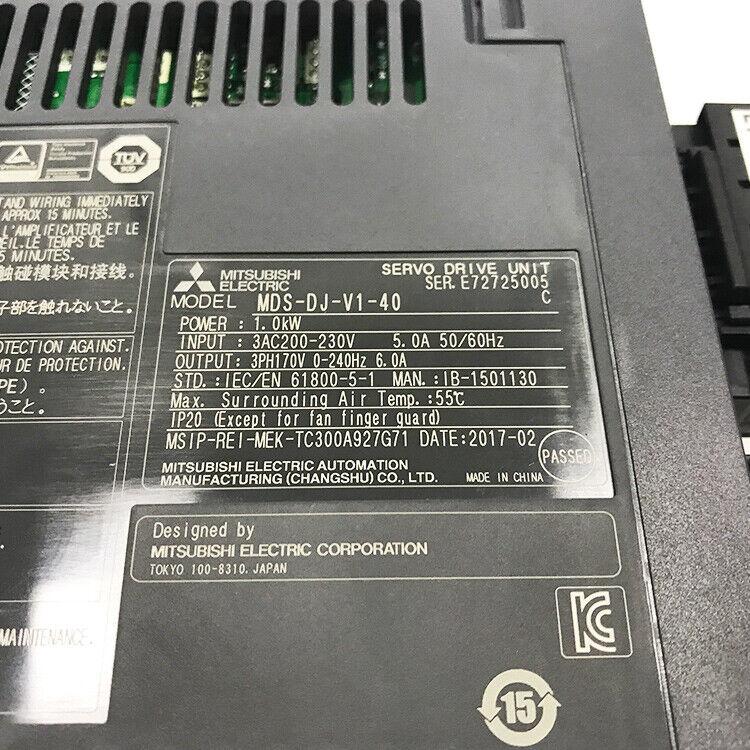 TÜV
T AND WIRING IMMEDIATELY
APPROX 15 MINUTES.
L'AMPLIFICATEUR ET LE
EIL.LE TEMPS DE
5 MINUTES.
触碰模块和接线。
子部を触れないこと。
OTECTION AGAINST.
UR DE PROTECTION.
PE) 。
うこと。
MAINTENANCE.
MITSUBISHI
ELECTRIC
SERVO DRIVE UNIT
SER. E72725005
MODEL MDS-DJ-V1-40 C
POWER : 1.0kW
INPUT : 3AC200-230V 5.0A 50/60Hz
OUTPUT: 3PH170V 0-240Hz 6.0A
STD. :IEC/EN 61800-5-1 MAN. :IB-1501130
Max. Surrounding Air Temp. :55℃
IP20 (Except for fan finger guard)
MSIP-REI-MEK-TC300A927G71 DATE:2017-02
PASSED
MITSUBISHI ELECTRIC AUTOMATION
MANUFACTURING (CHANGSHU) CO., LTD. MADE IN CHINA
Designed by
MITSUBISHI ELECTRIC CORPORATION
TOKYO 100-8310, JAPAN
15